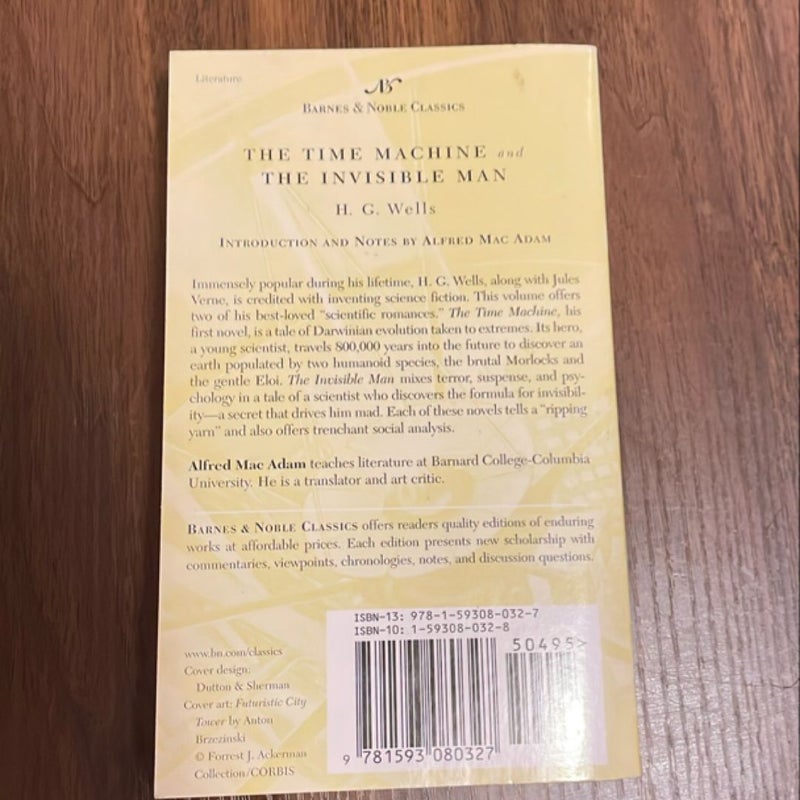 Literature
BARNES & NOBLE CLASSICS
THE TIME MACHINE and
THE INVISIBLE MAN
H. G. Wells
INTRODUCTION AND NOTES BY ALFRED MAC ADAM
Immensely popular during his lifetime, H. G. Wells, along with Jules
Verne, is credited with inventing science fiction. This volume offers
two of his best-loved “scientific romances.” The Time Machine, his
first novel, is a tale of Darwinian evolution taken to extremes. Its hero,
a young scientist, travels 800,000 years into the future to discover an
earth populated by two humanoid species, the brutal Morlocks and
the gentle Eloi. The Invisible Man mixes terror, suspense, and psy-
chology in a tale of a scientist who discovers the formula for invisibil-
ity—a secret that drives him mad. Each of these novels tells a “ripping
yarn” and also offers trenchant social analysis.
Alfred Mac Adam teaches literature at Barnard College-Columbia
University. He is a translator and art critic.
BARNES & NOBLE CLASSICS offers readers quality editions of enduring
works at affordable prices. Each edition presents new scholarship with
commentaries, viewpoints, chronologies, notes, and discussion questions.
ISBN-13: 978-1-59308-032-7
ISBN-10: 1-59308-032-8
50495>
9 781593 080327
www.bn.com/classics
Cover design:
Dutton & Sherman
Cover art: Futuristic City
Tower by Anton
Brzezinski
© Forrest J. Ackerman
Collection/CORBIS